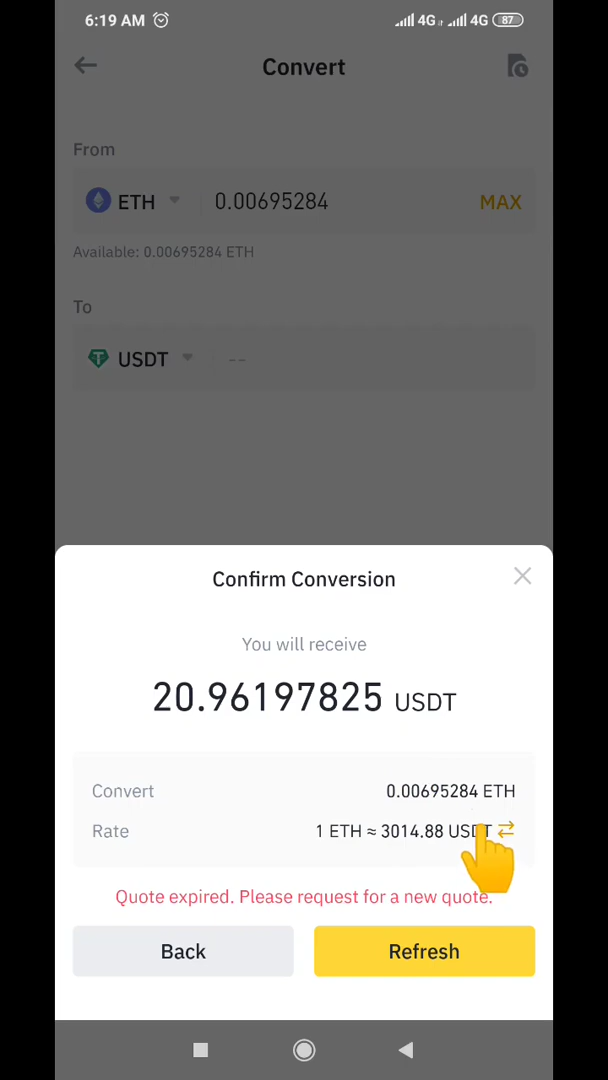 6:19 AM 4G 4G 87
Convert
From
ETH 0.00695284 MAX
Available: 0.00695284 ETH
To
USDT --
Confirm Conversion
You will receive
20.96197825 USDT
Convert 0.00695284 ETH
Rate 1 ETH ≈ 3014.88 USDT
Quote expired. Please request for a new quote.
Back Refresh